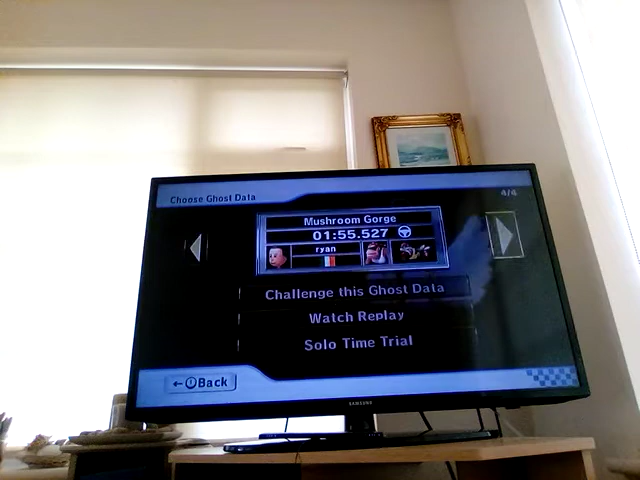 Choose Ghost Data
4/4
Mushroom Gorge
01:55.527
ryan
Challenge this Ghost Data
Watch Replay
Solo Time Trial
Back
SAMSUNG